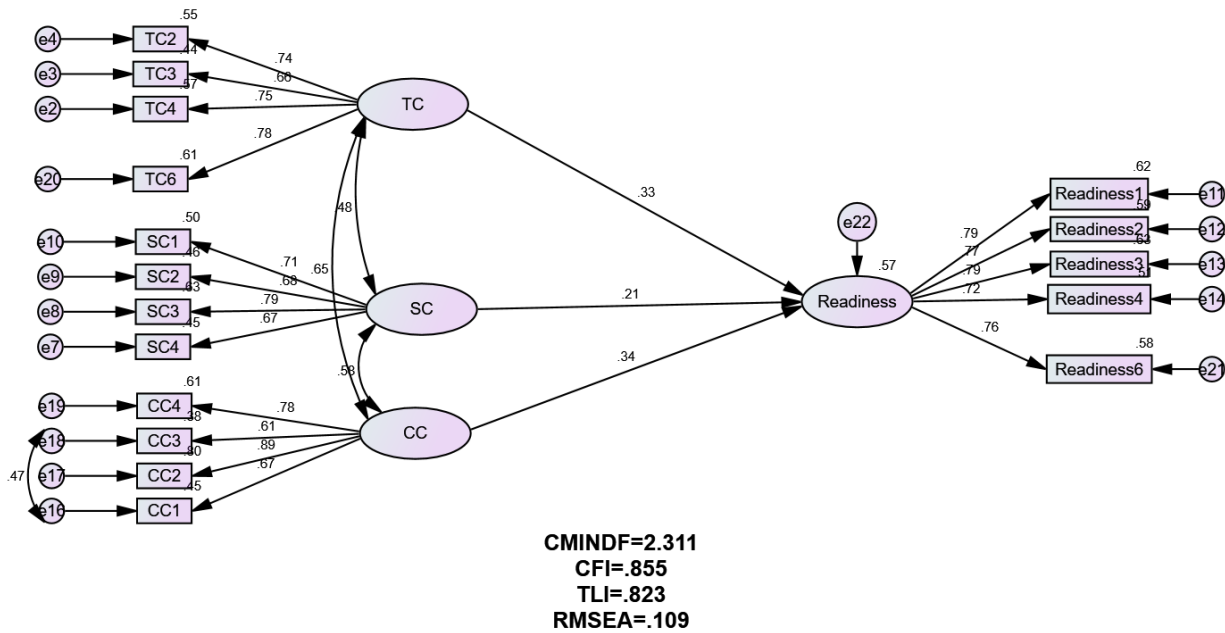 .55
e4 TC2
.74
.44
e3 TC3
.66
.57
e2 TC4
.75
TC
.78
.61
e20 TC6
.33
.62
Readiness1 e11
.79
.59
Readiness2 e12
.77
.63
Readiness3 e13
.79
.51
Readiness4 e14
.72
.76
.58
Readiness6 e21
e22
.57
Readiness
.48
.65
.50
e10 SC1
.71
.46
e9 SC2
.68
.63
e8 SC3
.79
SC
.21
.45
e7 SC4
.67
.34
.58
.61
e19 CC4
.78
.38
e18 CC3
.61
CC
.80
e17 CC2
.89
.47
.45
e16 CC1
.67
CMINDF=2.311
CFI=.855
TLI=.823
RMSEA=.109